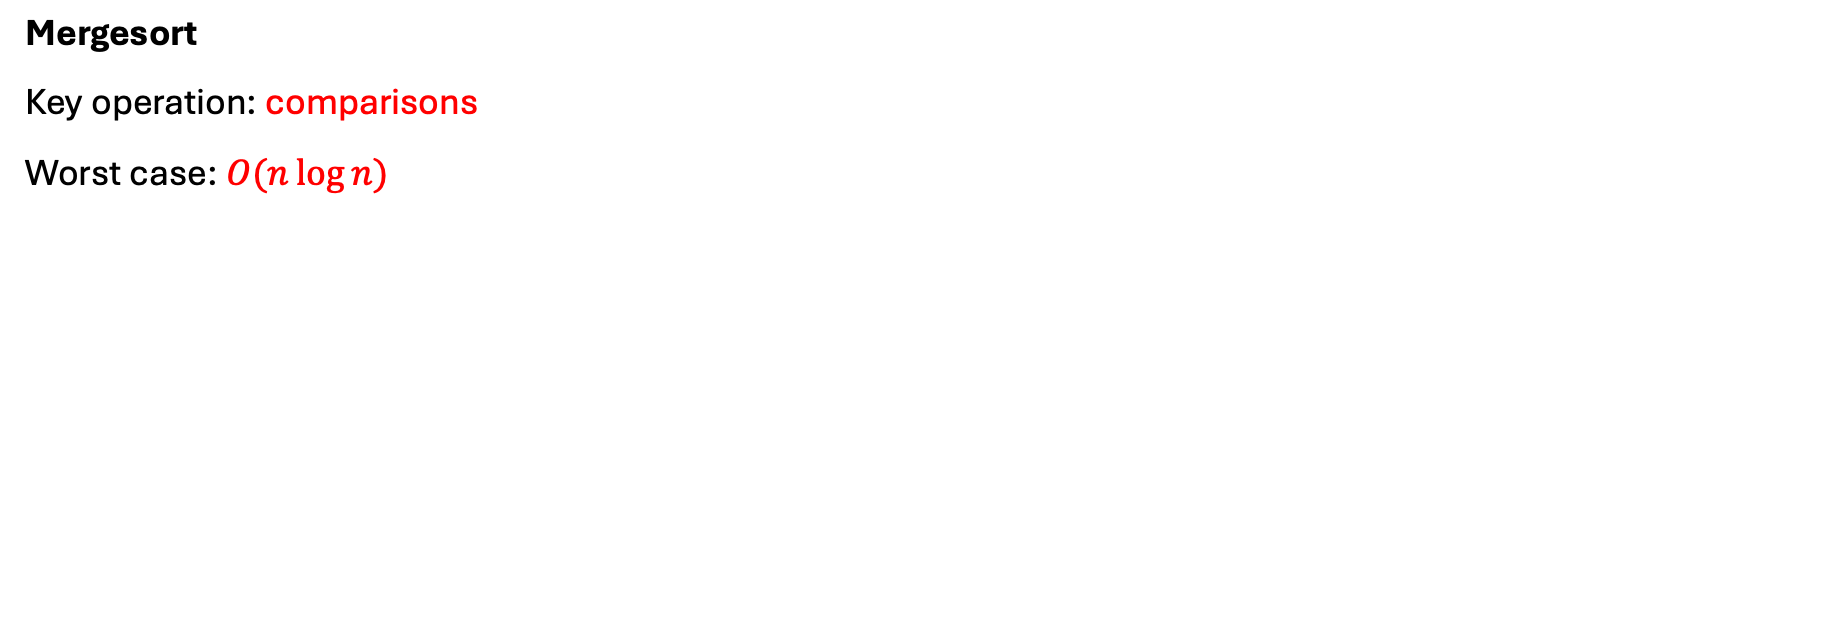 Mergesort
Key operation: comparisons
Worst case: O(n log n)